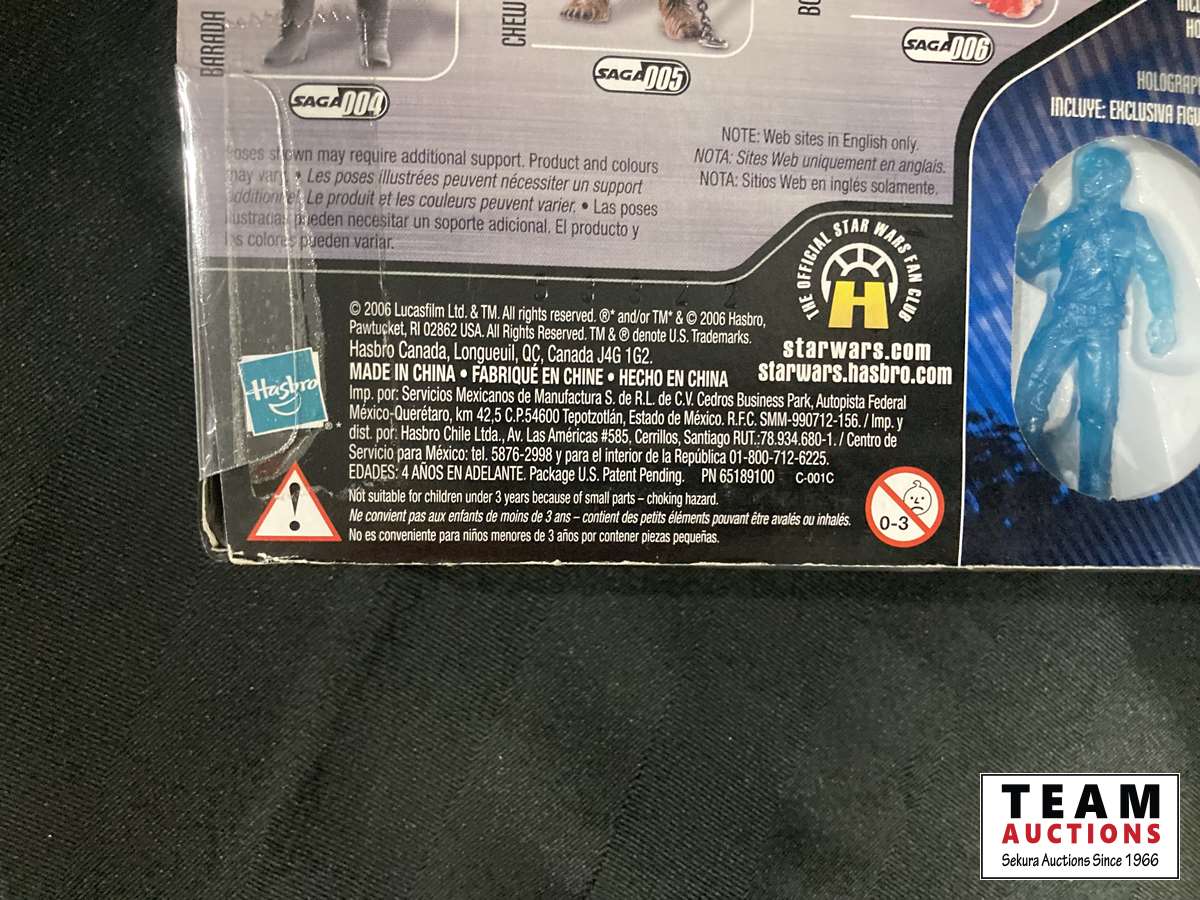 BARADA
SAGA 004
CHEW
SAGA 005
BO
SAGA 006
oses shown may require additional support. Product and colours
may vary. • Les poses illustrées peuvent nécessiter un support
additionnel. Le produit et les couleurs peuvent varier. • Las poses
ilustradas pueden necesitar un soporte adicional. El producto y
los colores pueden variar.
NOTE: Web sites in English only.
NOTA: Sites Web uniquement en anglais.
NOTA: Sitios Web en inglés solamente.
HOLOGRAP
INCLUYE: EXCLUSIVA FIGU
THE OFFICIAL STAR WARS FAN CLUB
H
starwars.com
starwars.hasbro.com
© 2006 Lucasfilm Ltd. & TM. All rights reserved. ®* and/or TM* & © 2006 Hasbro,
Pawtucket, RI 02862 USA. All Rights Reserved. TM & ® denote U.S. Trademarks.
Hasbro Canada, Longueuil, QC, Canada J4G 1G2.
MADE IN CHINA • FABRIQUÉ EN CHINE • HECHO EN CHINA
Imp. por: Servicios Mexicanos de Manufactura S. de R.L. de C.V. Cedros Business Park, Autopista Federal
México-Querétaro, km 42,5 C.P.54600 Tepotzotlán, Estado de México. R.F.C. SMM-990712-156. / Imp. y
dist. por: Hasbro Chile Ltda., Av. Las Américas #585, Cerrillos, Santiago RUT.:78.934.680-1. / Centro de
Servicio para México: tel. 5876-2998 y para el interior de la República 01-800-712-6225.
EDADES: 4 AÑOS EN ADELANTE. Package U.S. Patent Pending. PN 65189100 C-001C
Hasbro
®*
Not suitable for children under 3 years because of small parts – choking hazard.
Ne convient pas aux enfants de moins de 3 ans – contient des petits éléments pouvant être avalés ou inhalés.
No es conveniente para niños menores de 3 años por contener piezas pequeñas.
!
0-3
TEAM
AUCTIONS
Sekura Auctions Since 1966